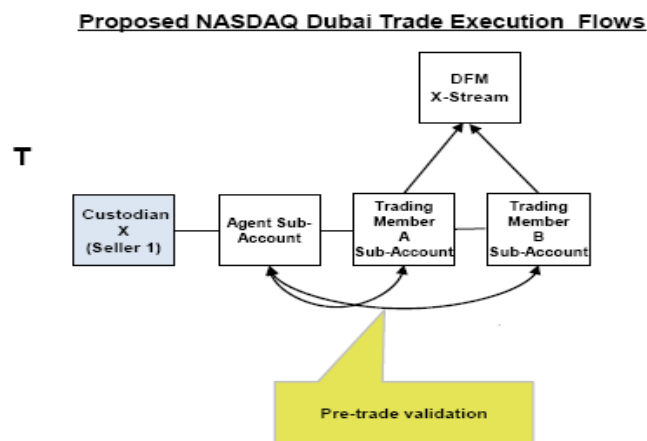 Proposed NASDAQ Dubai Trade Execution Flows
DFM
X-Stream
T
Custodian
X
(Seller 1)
Agent Sub-
Account
Trading
Member
A
Sub-Account
Trading
Member
B
Sub-Account
Pre-trade validation